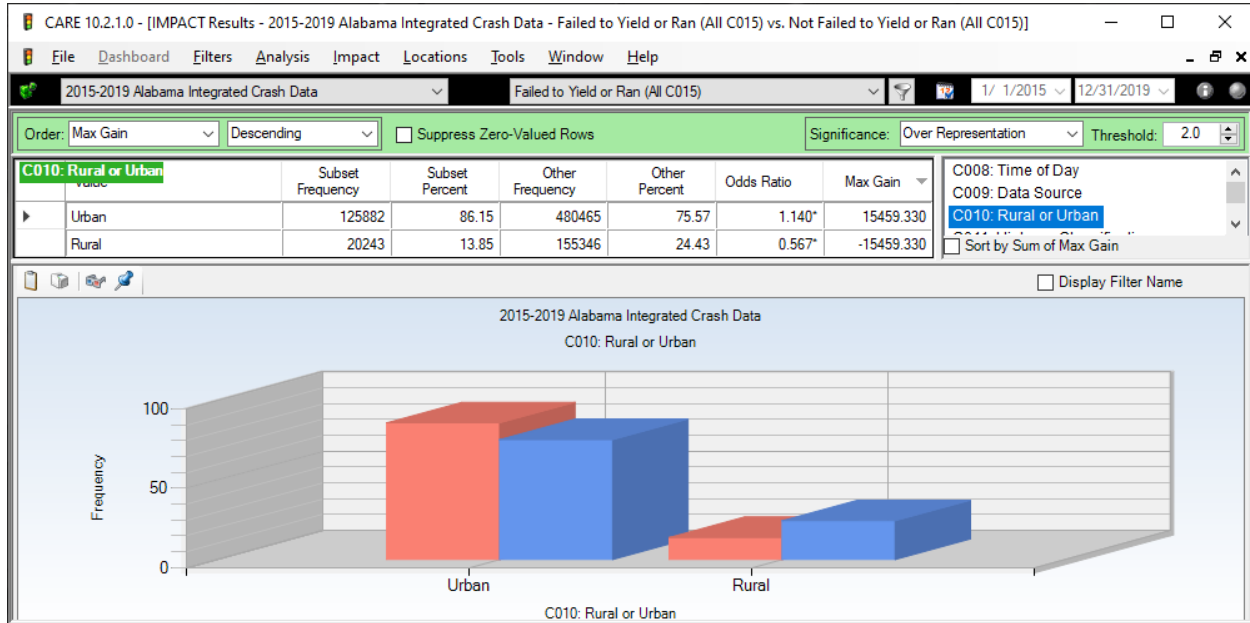 CARE 10.2.1.0 - [IMPACT Results - 2015-2019 Alabama Integrated Crash Data - Failed to Yield or Ran (All C015) vs. Not Failed to Yield or Ran (All C015)]
File Dashboard Filters Analysis Impact Locations Tools Window Help
2015-2019 Alabama Integrated Crash Data Failed to Yield or Ran (All C015) 1/ 1/2015 12/31/2019
Order: Max Gain Descending Suppress Zero-Valued Rows Significance: Over Representation Threshold: 2.0
C010: Rural or Urban Subset Frequency Subset Percent Other Frequency Other Percent Odds Ratio Max Gain
Urban 125882 86.15 480465 75.57 1.140* 15459.330
Rural 20243 13.85 155346 24.43 0.567* -15459.330
C008: Time of Day
C009: Data Source
C010: Rural or Urban
Sort by Sum of Max Gain
Display Filter Name
2015-2019 Alabama Integrated Crash Data
C010: Rural or Urban
100
50
0
Frequency
Urban Rural
C010: Rural or Urban